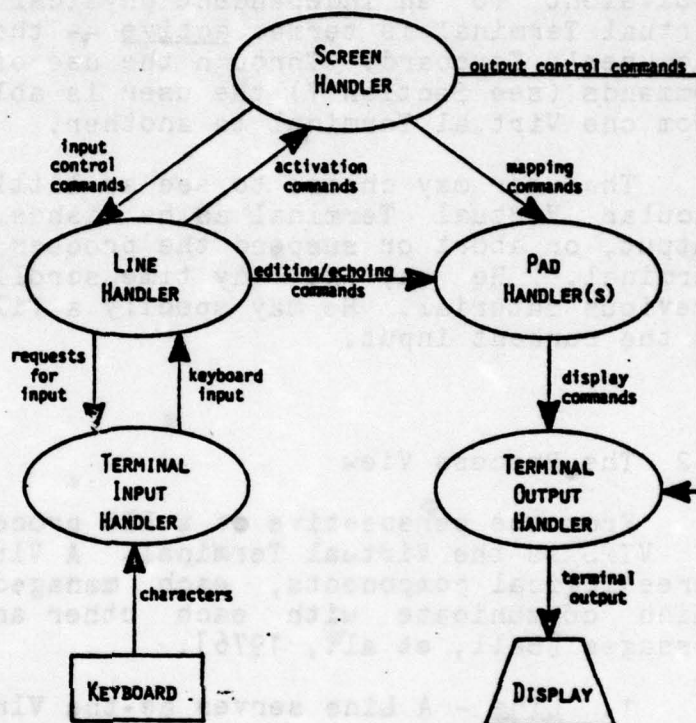 SCREEN
HANDLER
output control commands
input
control
commands
activation
commands
mapping
commands
LINE
HANDLER
editing/echoing
commands
PAD
HANDLER(S)
requests
for
input
keyboard
input
display
commands
TERMINAL
INPUT
HANDLER
TERMINAL
OUTPUT
HANDLER
characters
terminal
output
KEYBOARD
DISPLAY